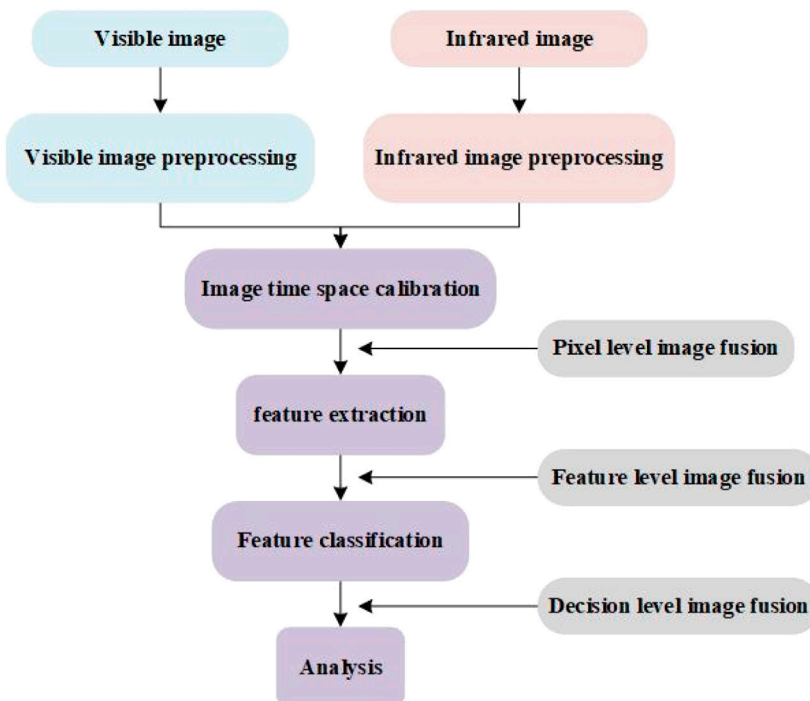 Visible image
Infrared image
Visible image preprocessing
Infrared image preprocessing
Image time space calibration
Pixel level image fusion
feature extraction
Feature level image fusion
Feature classification
Decision level image fusion
Analysis